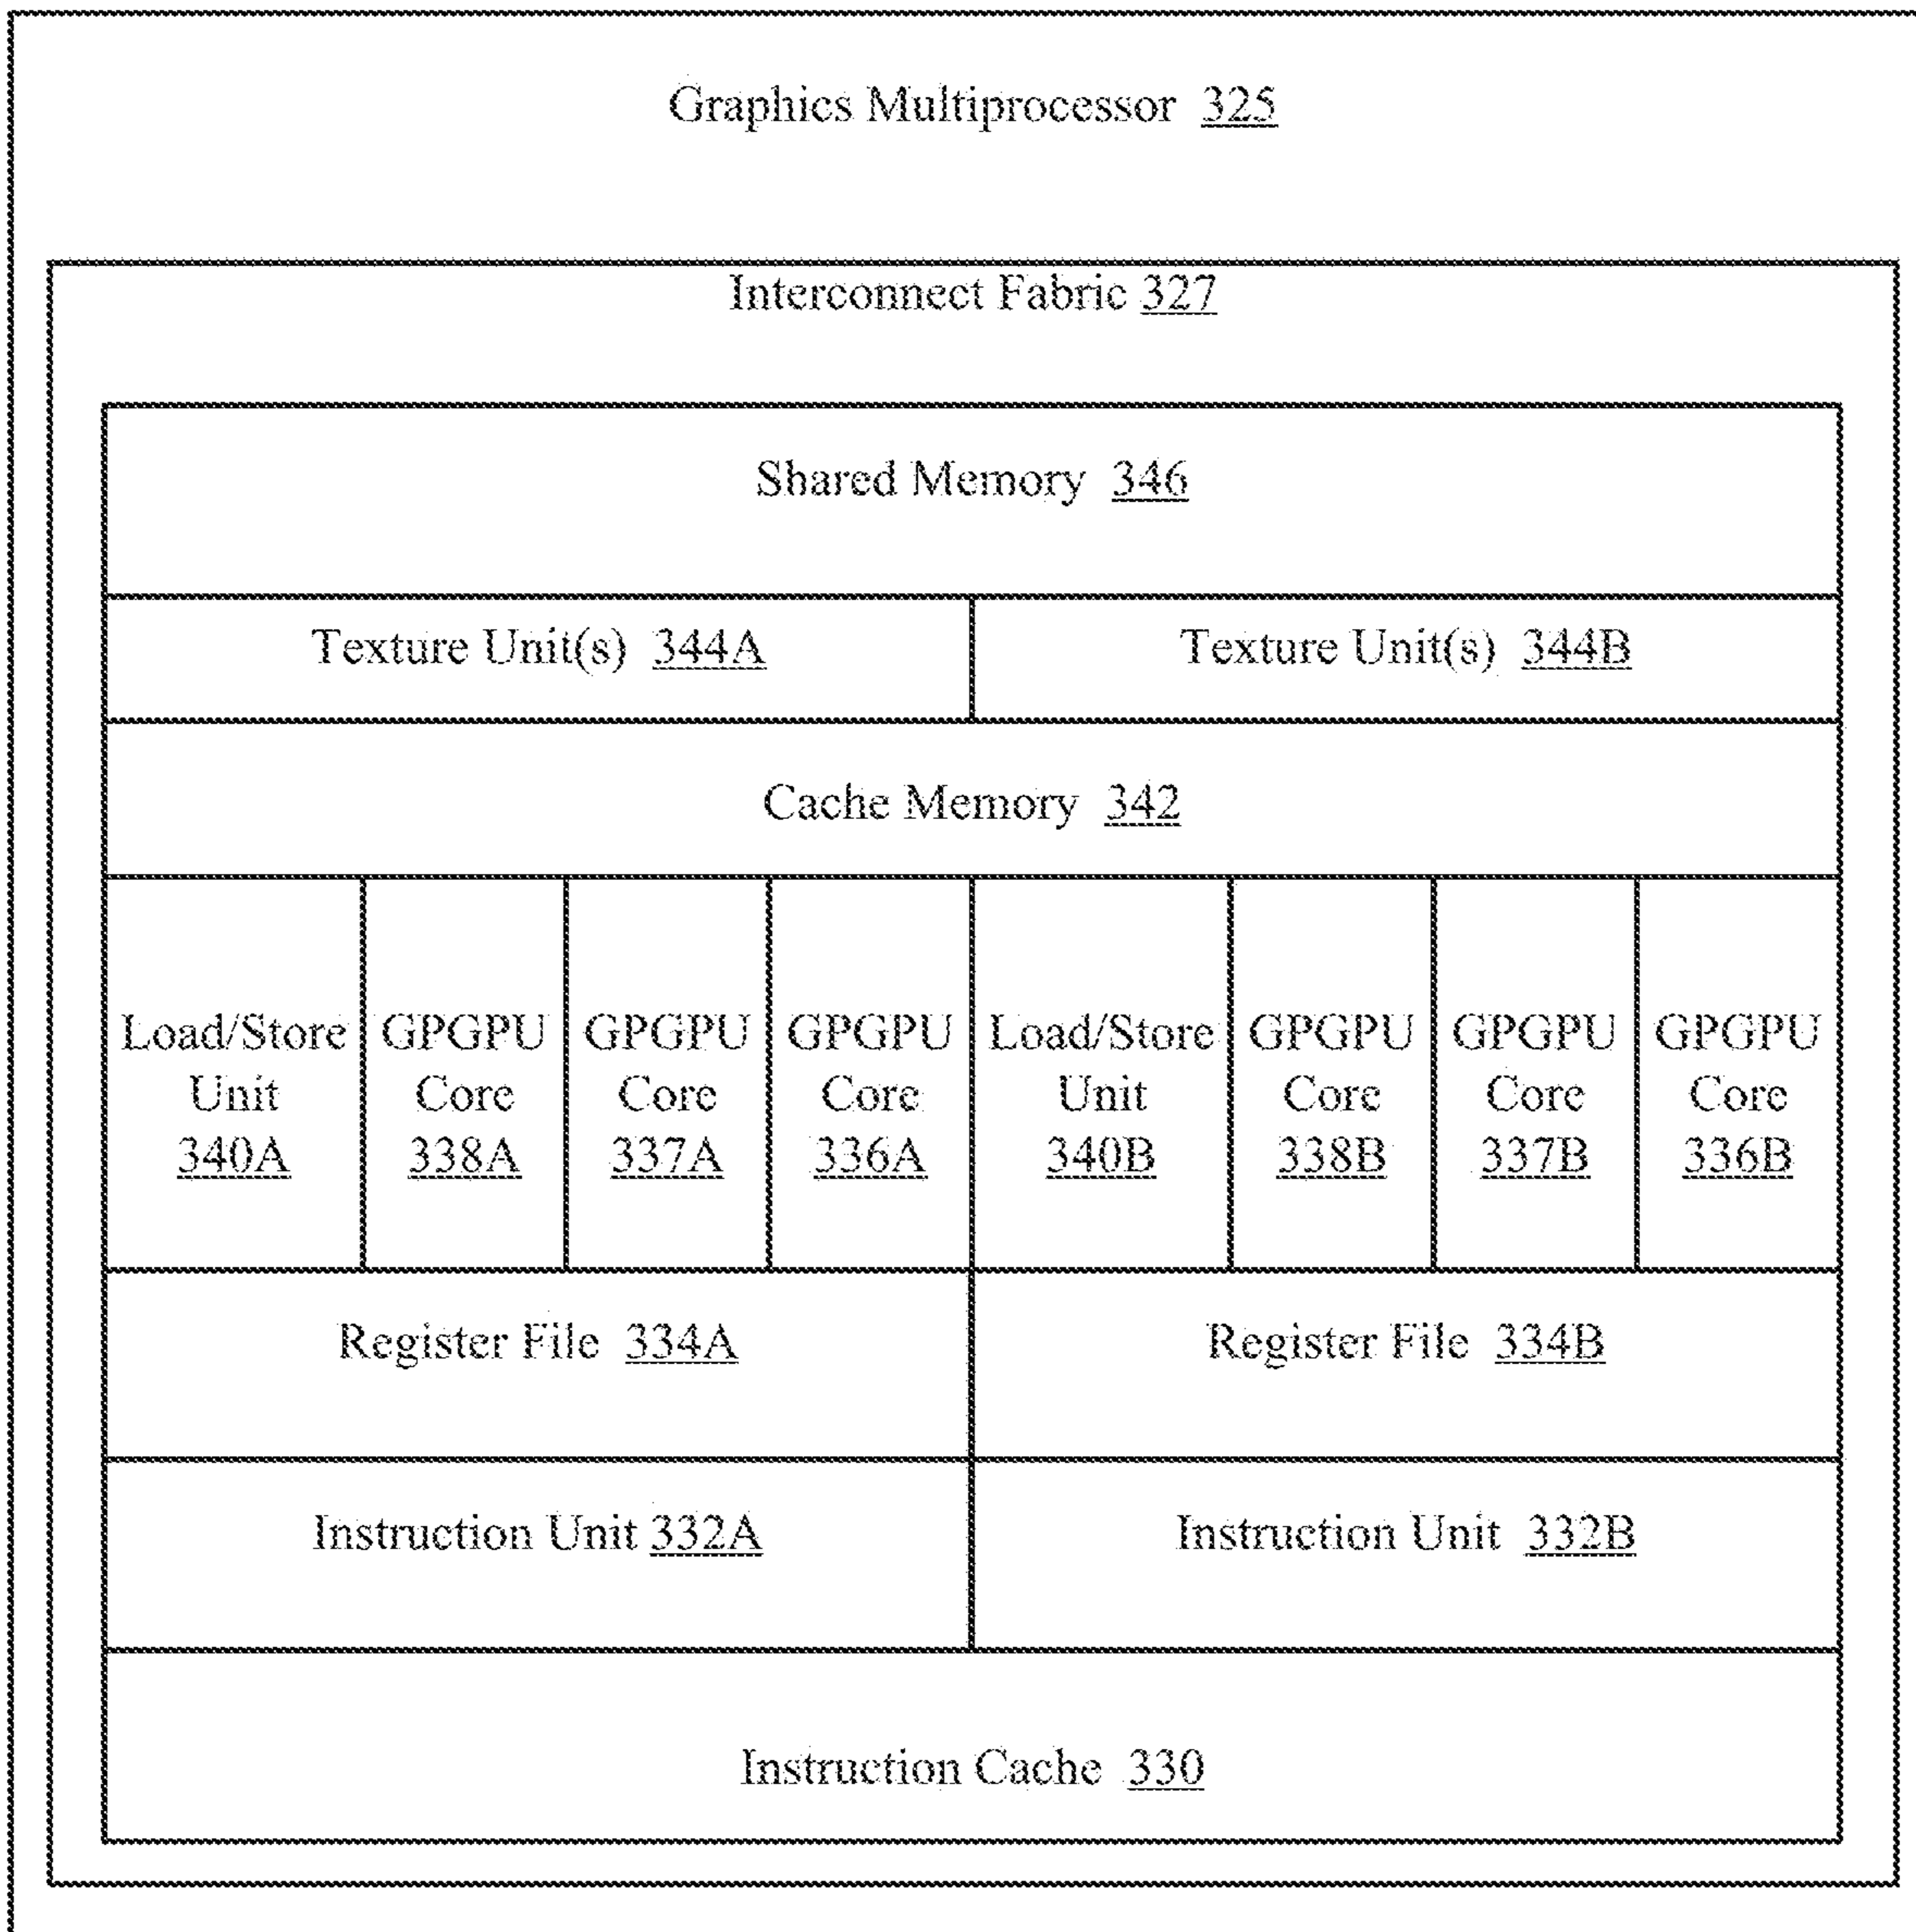 Graphics Multiprocessor 325
Interconnect Fabric 327
Shared Memory 346
Texture Unit(s) 344A
Texture Unit(s) 344B
Cache Memory 342
Load/Store
Unit
340A
GPGPU
Core
338A
GPGPU
Core
337A
GPGPU
Core
336A
Load/Store
Unit
340B
GPGPU
Core
338B
GPGPU
Core
337B
GPGPU
Core
336B
Register File 334A
Register File 334B
Instruction Unit 332A
Instruction Unit 332B
Instruction Cache 330